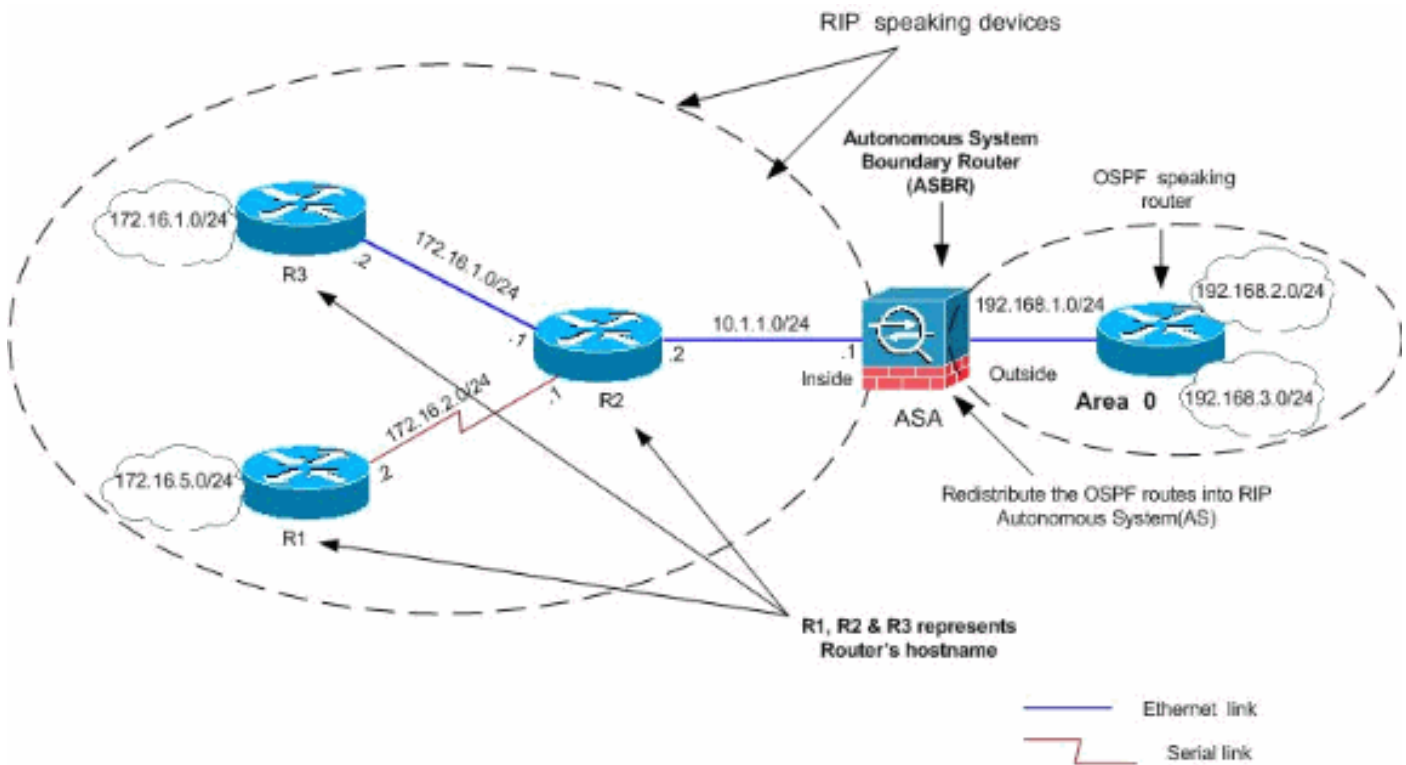 RIP speaking devices
Autonomous System
Boundary Router
(ASBR)
OSPF speaking
router
172.16.1.0/24
R3
.2
172.16.1.0/24
.1
10.1.1.0/24
.2
.1
R2
.1
172.16.2.0/24
.2
172.16.5.0/24
R1
Inside
ASA
Outside
192.168.1.0/24
192.168.2.0/24
192.168.3.0/24
Area 0
Redistribute the OSPF routes into RIP
Autonomous System(AS)
R1, R2 & R3 represents
Router's hostname
Ethernet link
Serial link